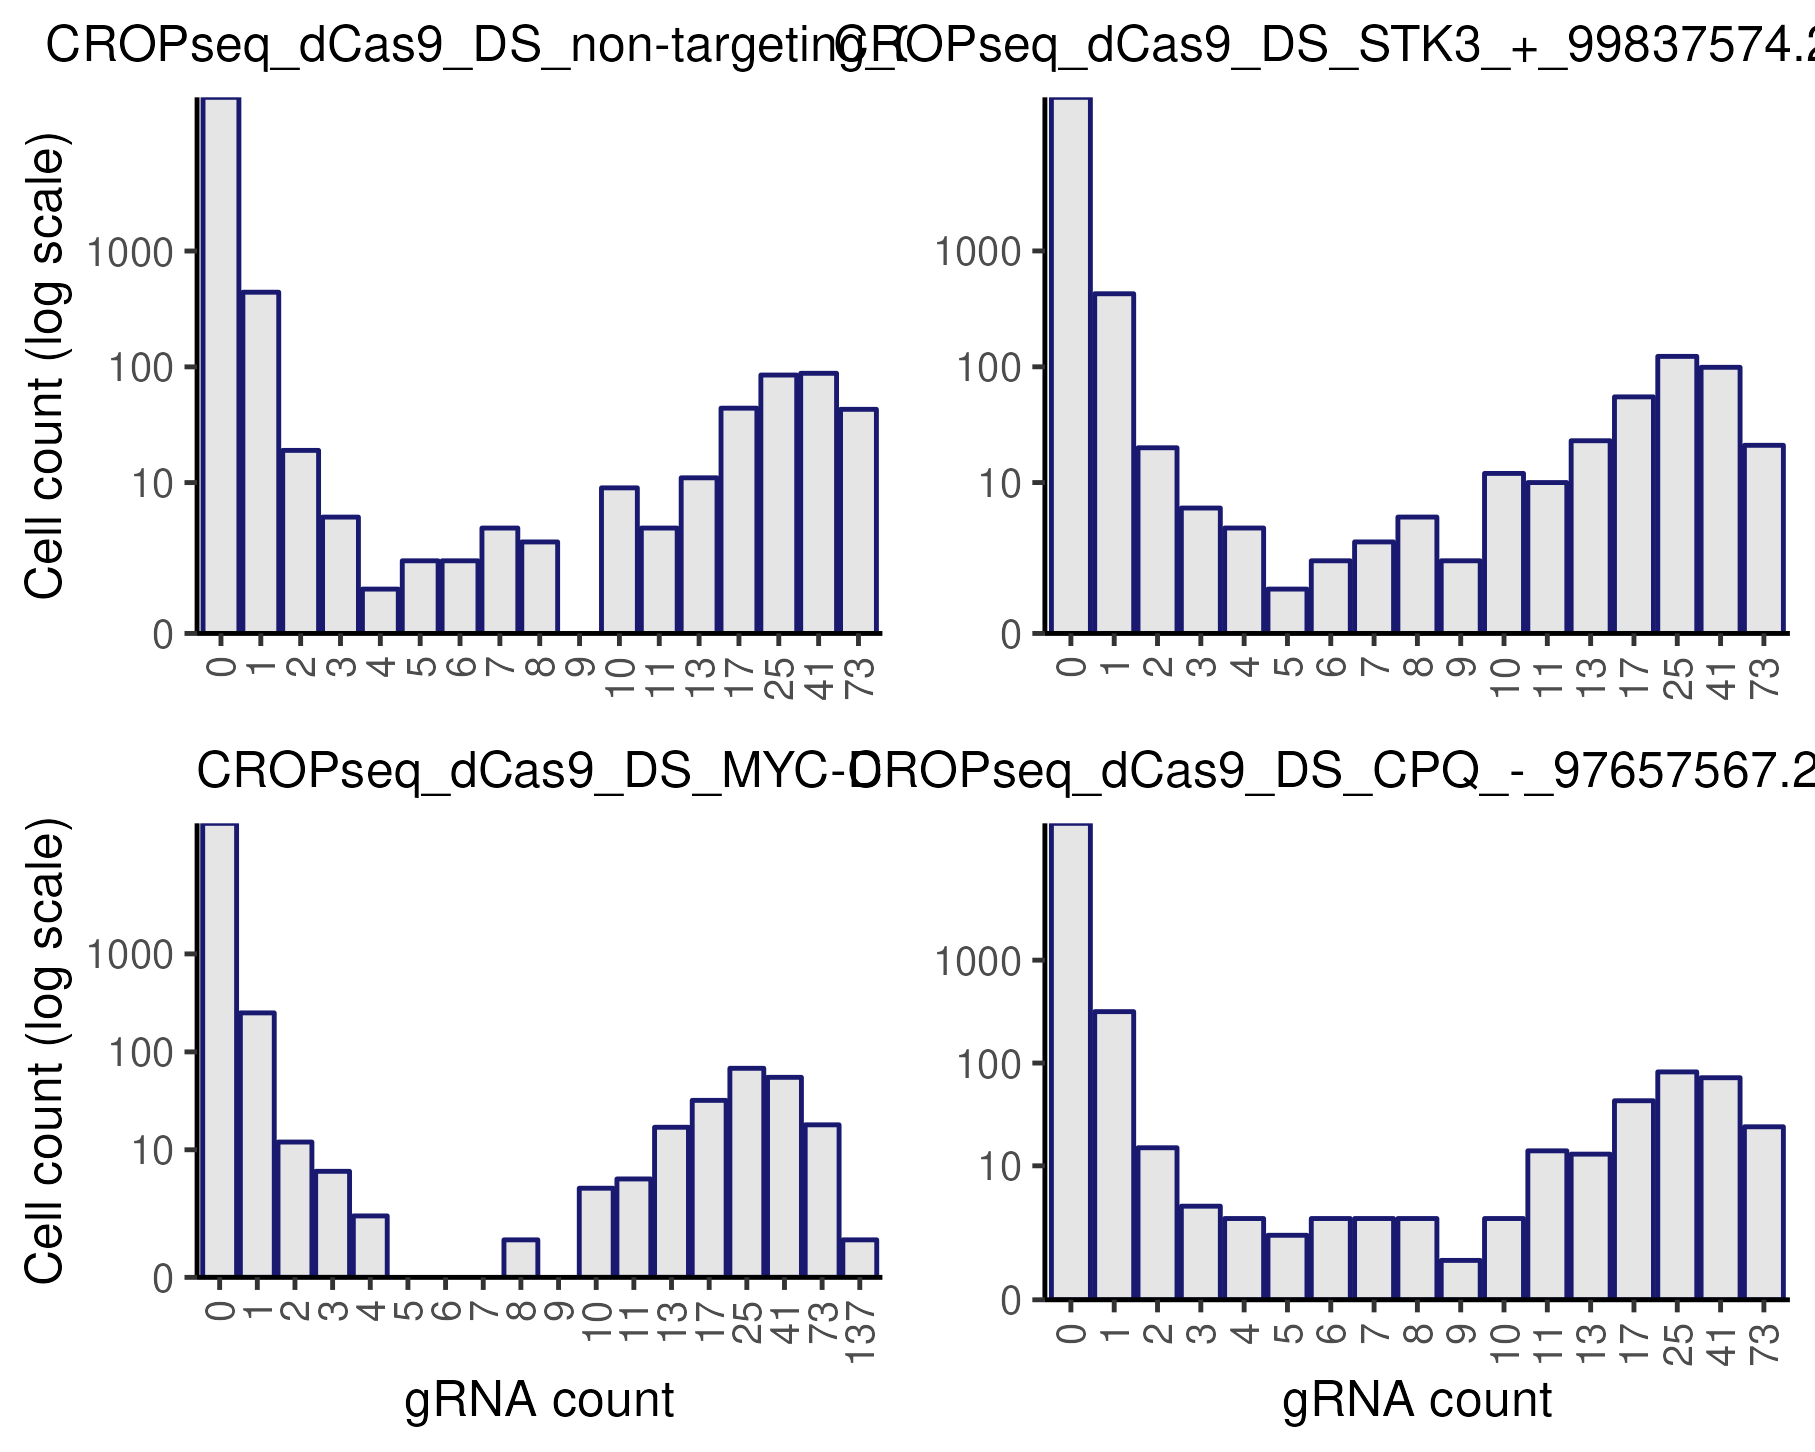 CROPseq_dCas9_DS_non-targeting_
CROPseq_dCas9_DS_STK3_+_99837574.2
Cell count (log scale)
1000
100
10
0
0 1 2 3 4 5 6 7 8 9 10 11 13 17 25 41 73
1000
100
10
0
0 1 2 3 4 5 6 7 8 9 10 11 13 17 25 41 73
CROPseq_dCas9_DS_MYC-
CROPseq_dCas9_DS_CPQ_-_97657567.2
Cell count (log scale)
1000
100
10
0
0 1 2 3 4 5 6 7 8 9 10 11 13 17 25 41 73 137
gRNA count
1000
100
10
0
0 1 2 3 4 5 6 7 8 9 10 11 13 17 25 41 73
gRNA count